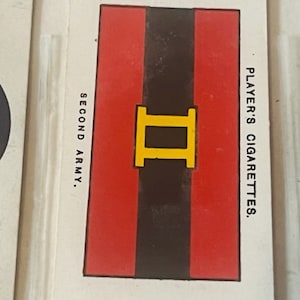 PLAYER'S CIGARETTES.
II
SECOND ARMY.